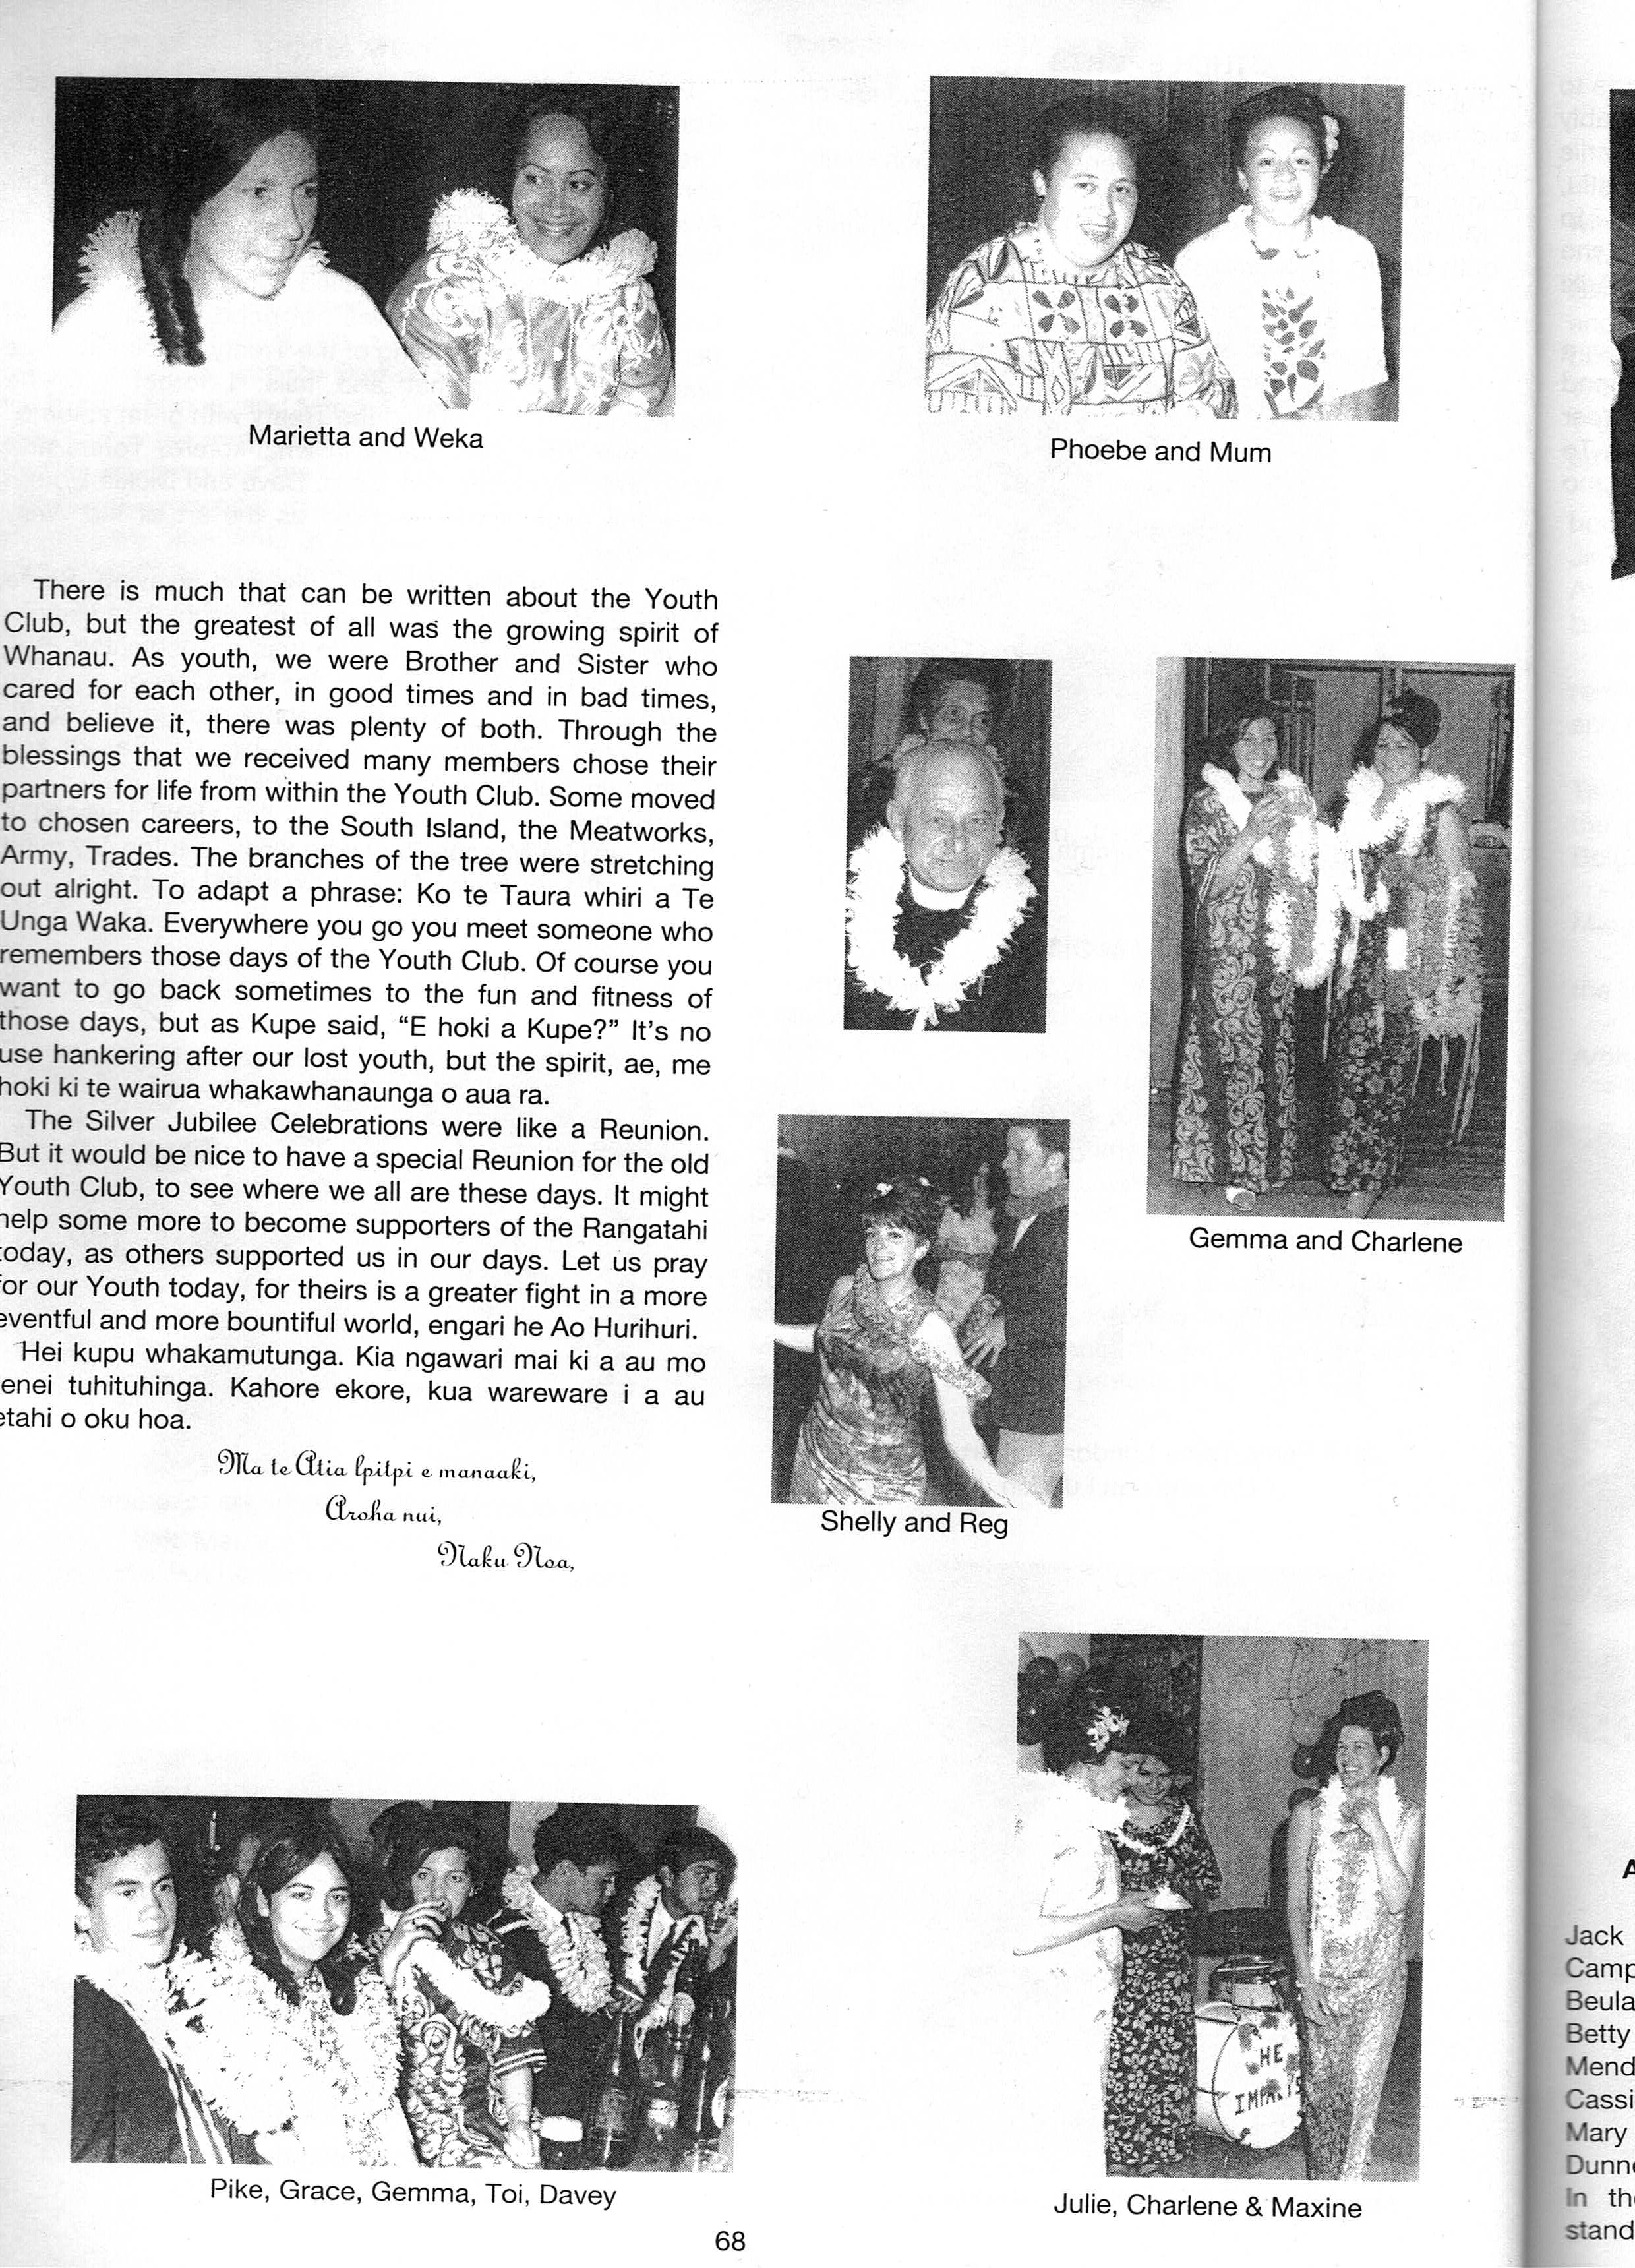 Marietta and Weka
Phoebe and Mum
There is much that can be written about the Youth
Club, but the greatest of all was the growing spirit of
Whanau. As youth, we were Brother and Sister who
cared for each other, in good times and in bad times,
and believe it, there was plenty of both. Through the
blessings that we received many members chose their
partners for life from within the Youth Club. Some moved
to chosen careers, to the South Island, the Meatworks,
Army, Trades. The branches of the tree were stretching
out alright. To adapt a phrase: Ko te Taura whiri a Te
Unga Waka. Everywhere you go you meet someone who
remembers those days of the Youth Club. Of course you
want to go back sometimes to the fun and fitness of
those days, but as Kupe said, “E hoki a Kupe?” It’s no
use hankering after our lost youth, but the spirit, ae, me
hoki ki te wairua whakawhanaunga o aua ra.
The Silver Jubilee Celebrations were like a Reunion.
But it would be nice to have a special Reunion for the old
Youth Club, to see where we all are these days. It might
help some more to become supporters of the Rangatahi
today, as others supported us in our days. Let us pray
for our Youth today, for theirs is a greater fight in a more
eventful and more bountiful world, engari he Ao Hurihuri.
Hei kupu whakamutunga. Kia ngawari mai ki a au mo
enei tuhituhinga. Kahore ekore, kua wareware i a au
etahi o oku hoa.
Ma te Atia Ipitpi e manaaki,
Aroha nui,
Naku Noa,
Gemma and Charlene
Shelly and Reg
HE
IMPACTS
Pike, Grace, Gemma, Toi, Davey
Julie, Charlene & Maxine
68
A
Jack
Camp
Beula
Betty
Mend
Cassi
Mary
Dunn
In th
stand